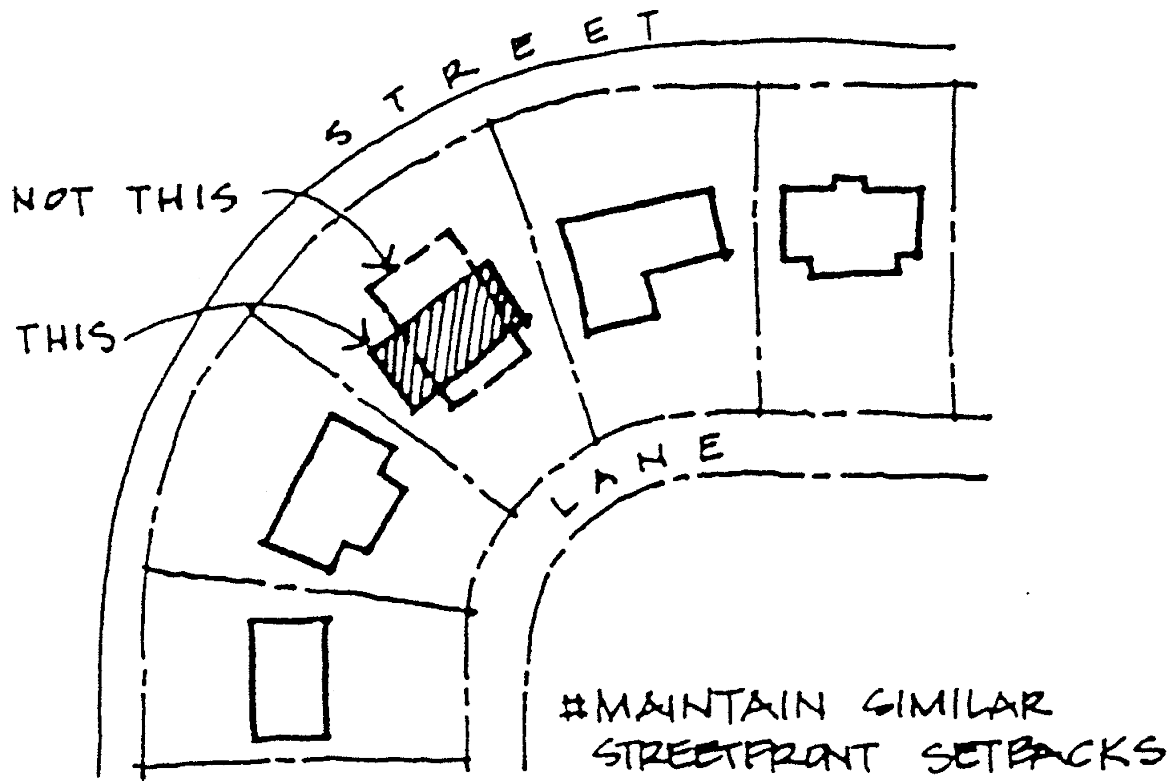 STREET
NOT THIS
THIS
LANE
#MAINTAIN SIMILAR
STREETFRONT SETBACKS